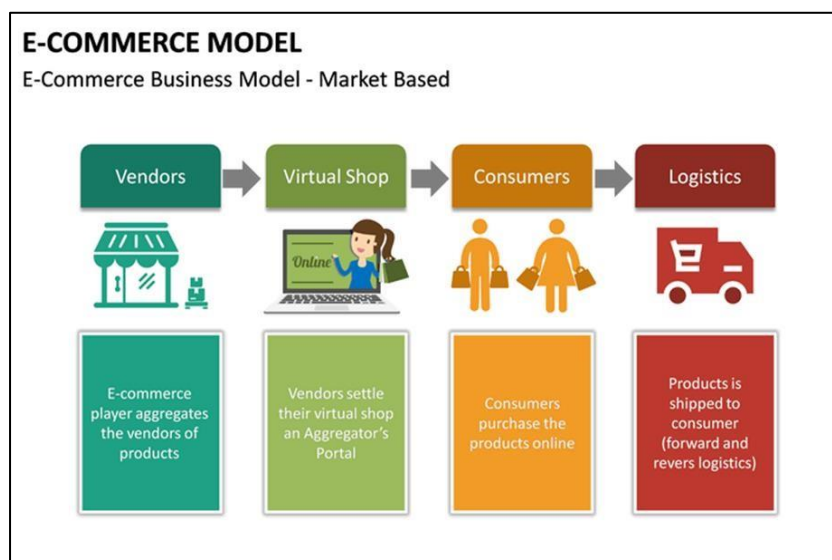 E-COMMERCE MODEL
E-Commerce Business Model - Market Based
Vendors
Virtual Shop
Consumers
Logistics
Online
E-commerce
player aggregates
the vendors of
products
Vendors settle
their virtual shop
an Aggregator's
Portal
Consumers
purchase the
products online
Products is
shipped to
consumer
(forward and
revers logistics)